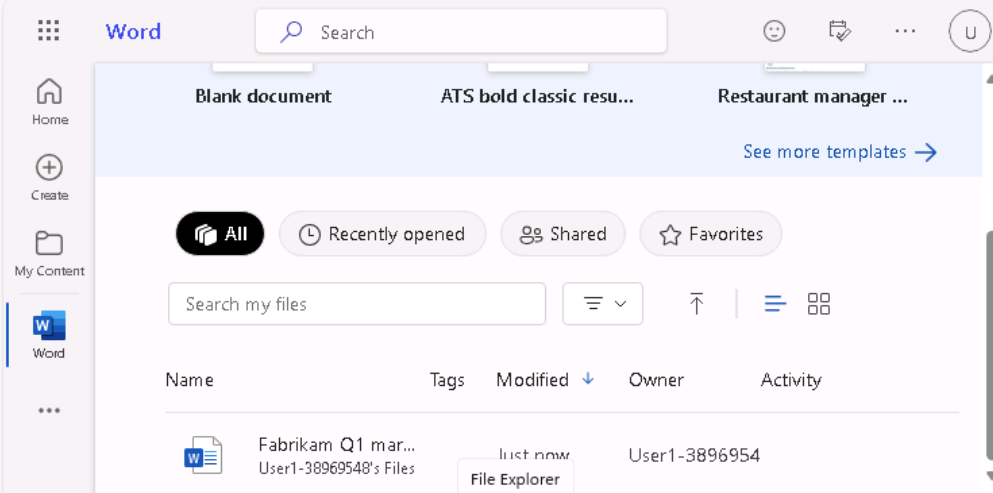 Word
Search
U
Home
Create
My Content
Word
Blank document
ATS bold classic resu...
Restaurant manager ...
See more templates
All
Recently opened
Shared
Favorites
Search my files
Name Tags Modified Owner Activity
Fabrikam Q1 mar...
User1-38969548's Files
Just now
User1-3896954
File Explorer